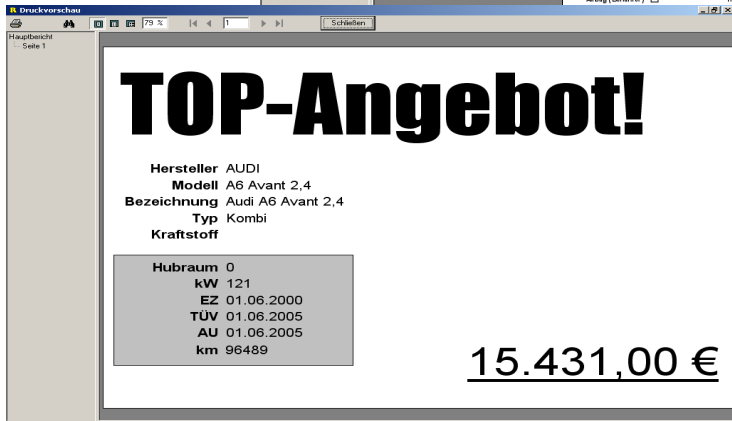 Druckvorschau
79 %
1
Schließen
Hauptbericht
Seite 1
TOP-Angebot!
Hersteller AUDI
Modell A6 Avant 2,4
Bezeichnung Audi A6 Avant 2,4
Typ Kombi
Kraftstoff
Hubraum 0
kW 121
EZ 01.06.2000
TÜV 01.06.2005
AU 01.06.2005
km 96489
15.431,00 €